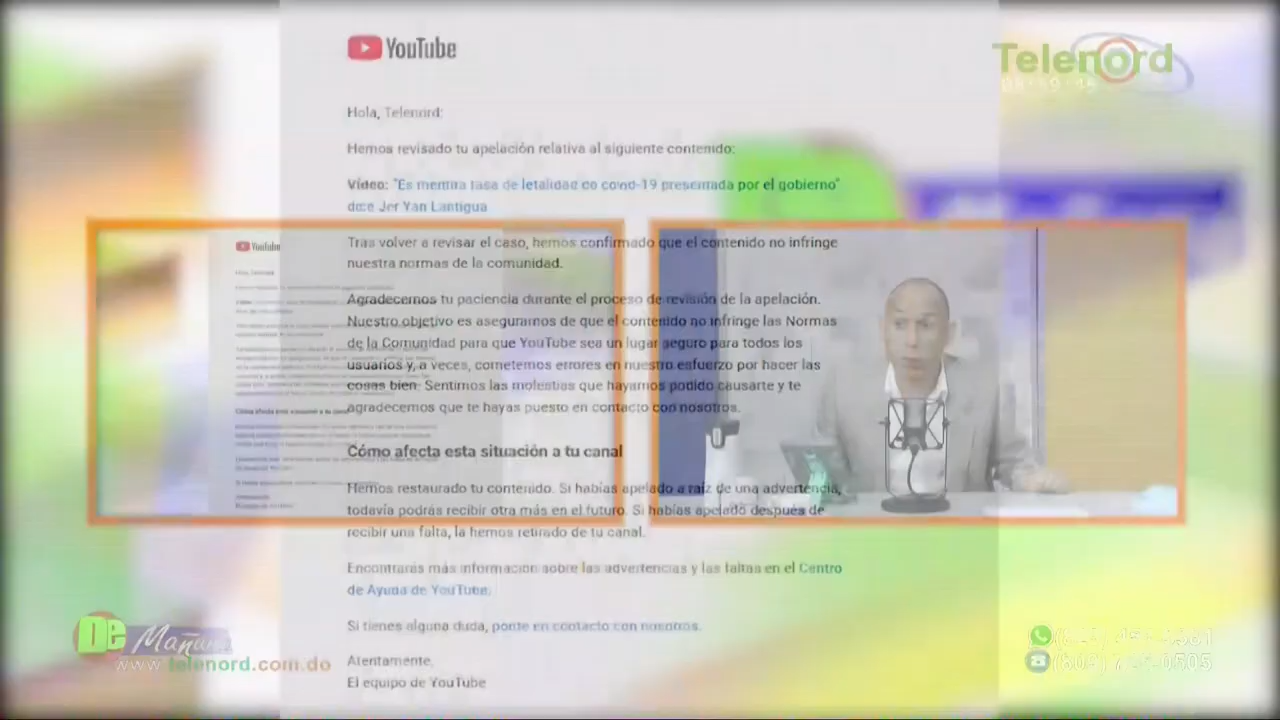 YouTube
Telenord
Hola, Telenord:
Hemos revisado tu apelación relativa al siguiente contenido:
Vídeo: "Es mentira tasa de letalidad de covid-19 presentada por el gobierno"
dice Jer Yan Lantigua
Tras volver a revisar el caso, hemos confirmado que el contenido no infringe
nuestra normas de la comunidad.
Agradecemos tu paciencia durante el proceso de revisión de la apelación.
Nuestro objetivo es asegurarnos de que el contenido no infringe las Normas
de la Comunidad para que YouTube sea un lugar seguro para todos los
usuarios y, a veces, cometemos errores en nuestro esfuerzo por hacer las
cosas bien. Sentimos las molestias que hayamos podido causarte y te
agradecemos que te hayas puesto en contacto con nosotros.
Cómo afecta esta situación a tu canal
Hemos restaurado tu contenido. Si habías apelado a raíz de una advertencia,
todavía podrás recibir otra más en el futuro. Si habías apelado después de
recibir una falta, la hemos retirado de tu canal.
Encontrarás más información sobre las advertencias y las faltas en el Centro
de Ayuda de YouTube.
Si tienes alguna duda, ponte en contacto con nosotros.
Atentamente,
El equipo de YouTube
YouTube
De Mañana
www.telenord.com.do